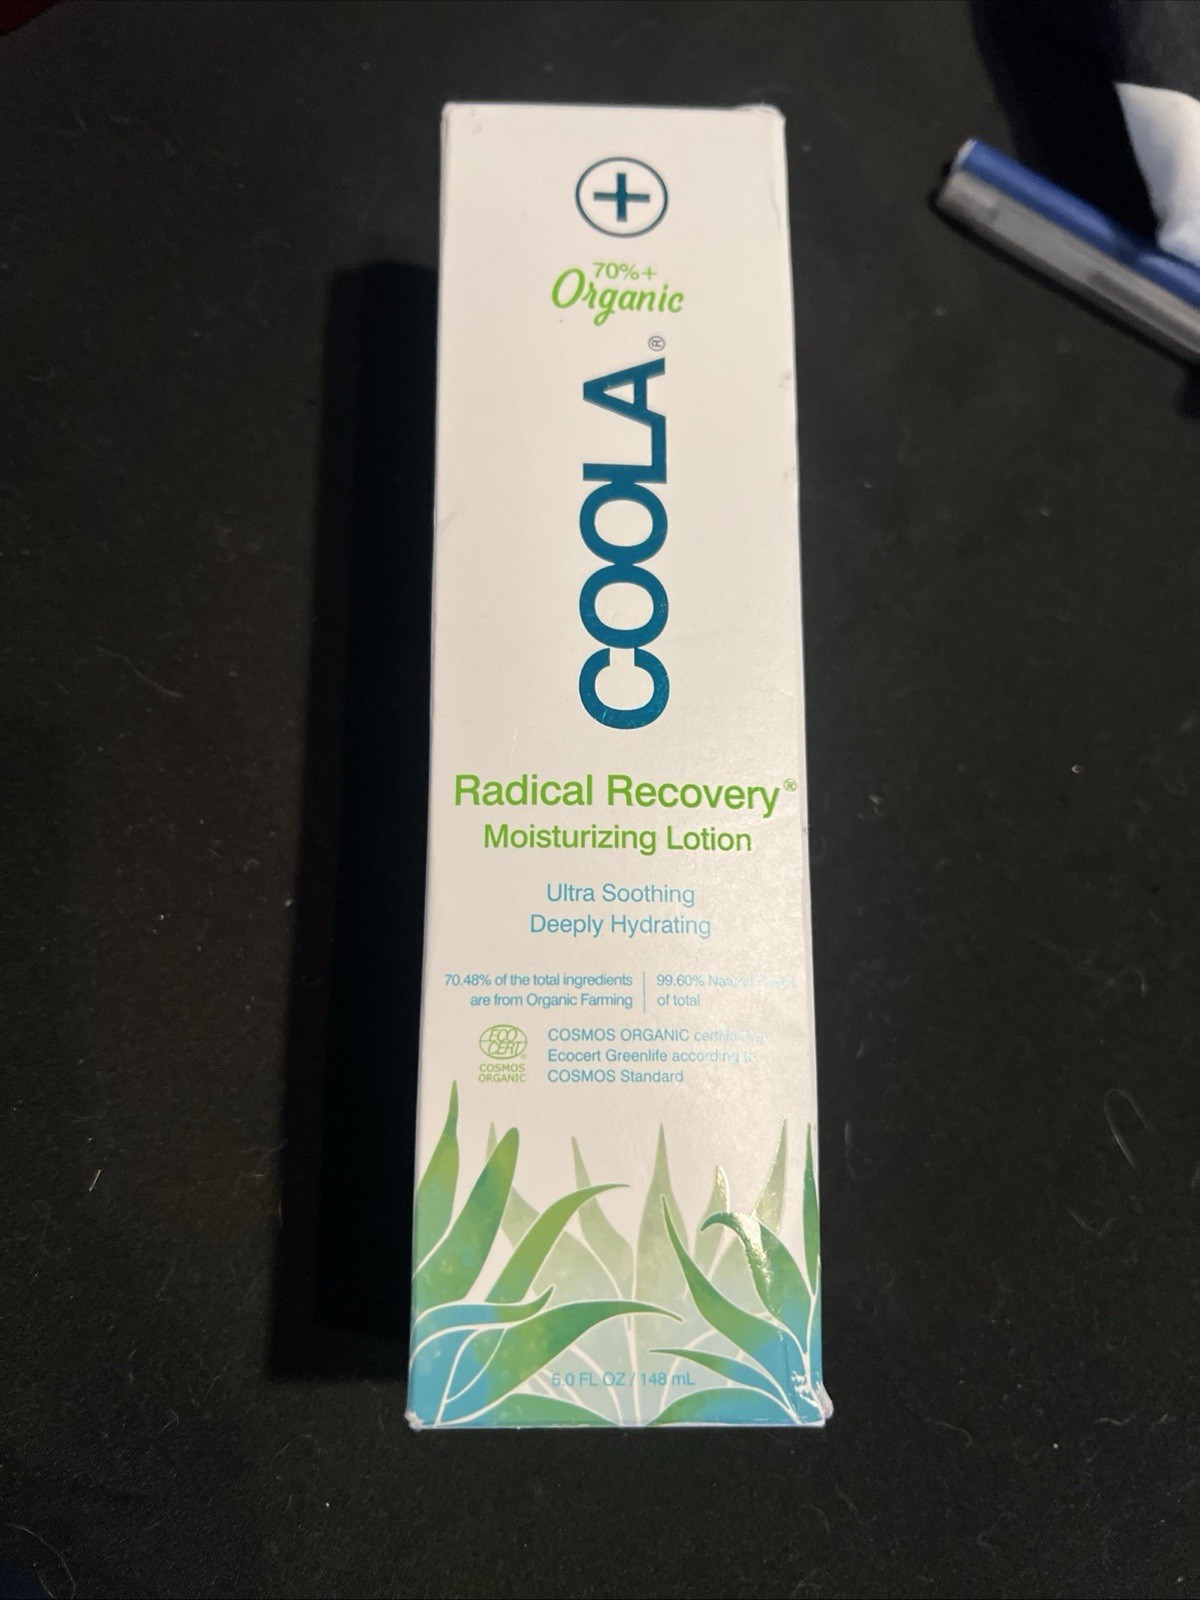 70%+
Organic
COOLA®
Radical Recovery®
Moisturizing Lotion
Ultra Soothing
Deeply Hydrating
70.48% of the total ingredients
are from Organic Farming
99.60%
of total
ECO
CERT®
COSMOS
ORGANIC
COSMOS ORGANIC
Ecocert Greenlife according
COSMOS Standard
5.0 FL OZ / 148 mL